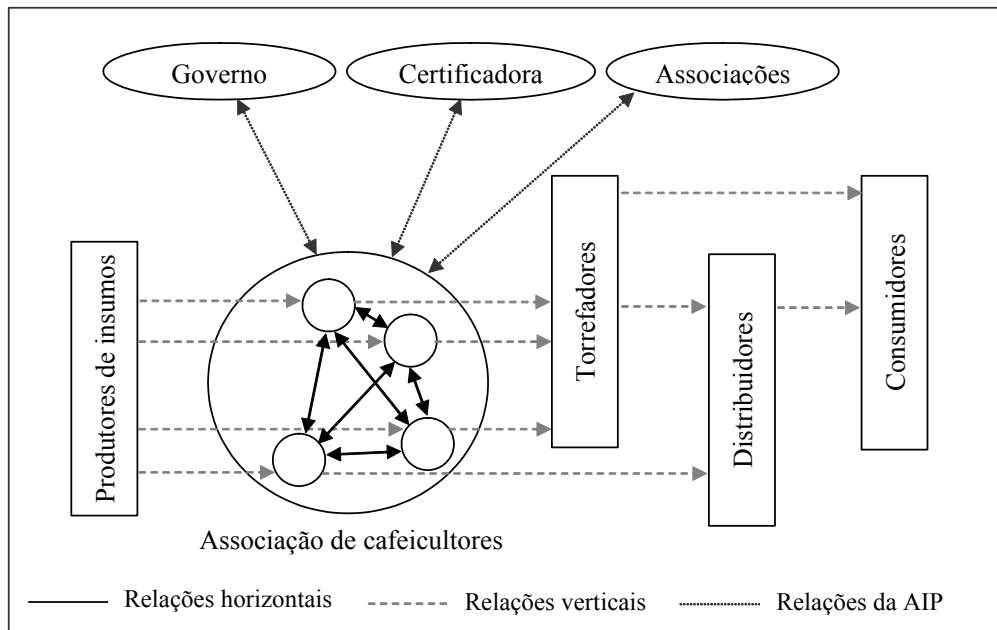 Governo
Certificadora
Associações
Produtores de insumos
Torrefadores
Distribuidores
Consumidores
Associação de cafeicultores
Relações horizontais
Relações verticais
Relações da AIP